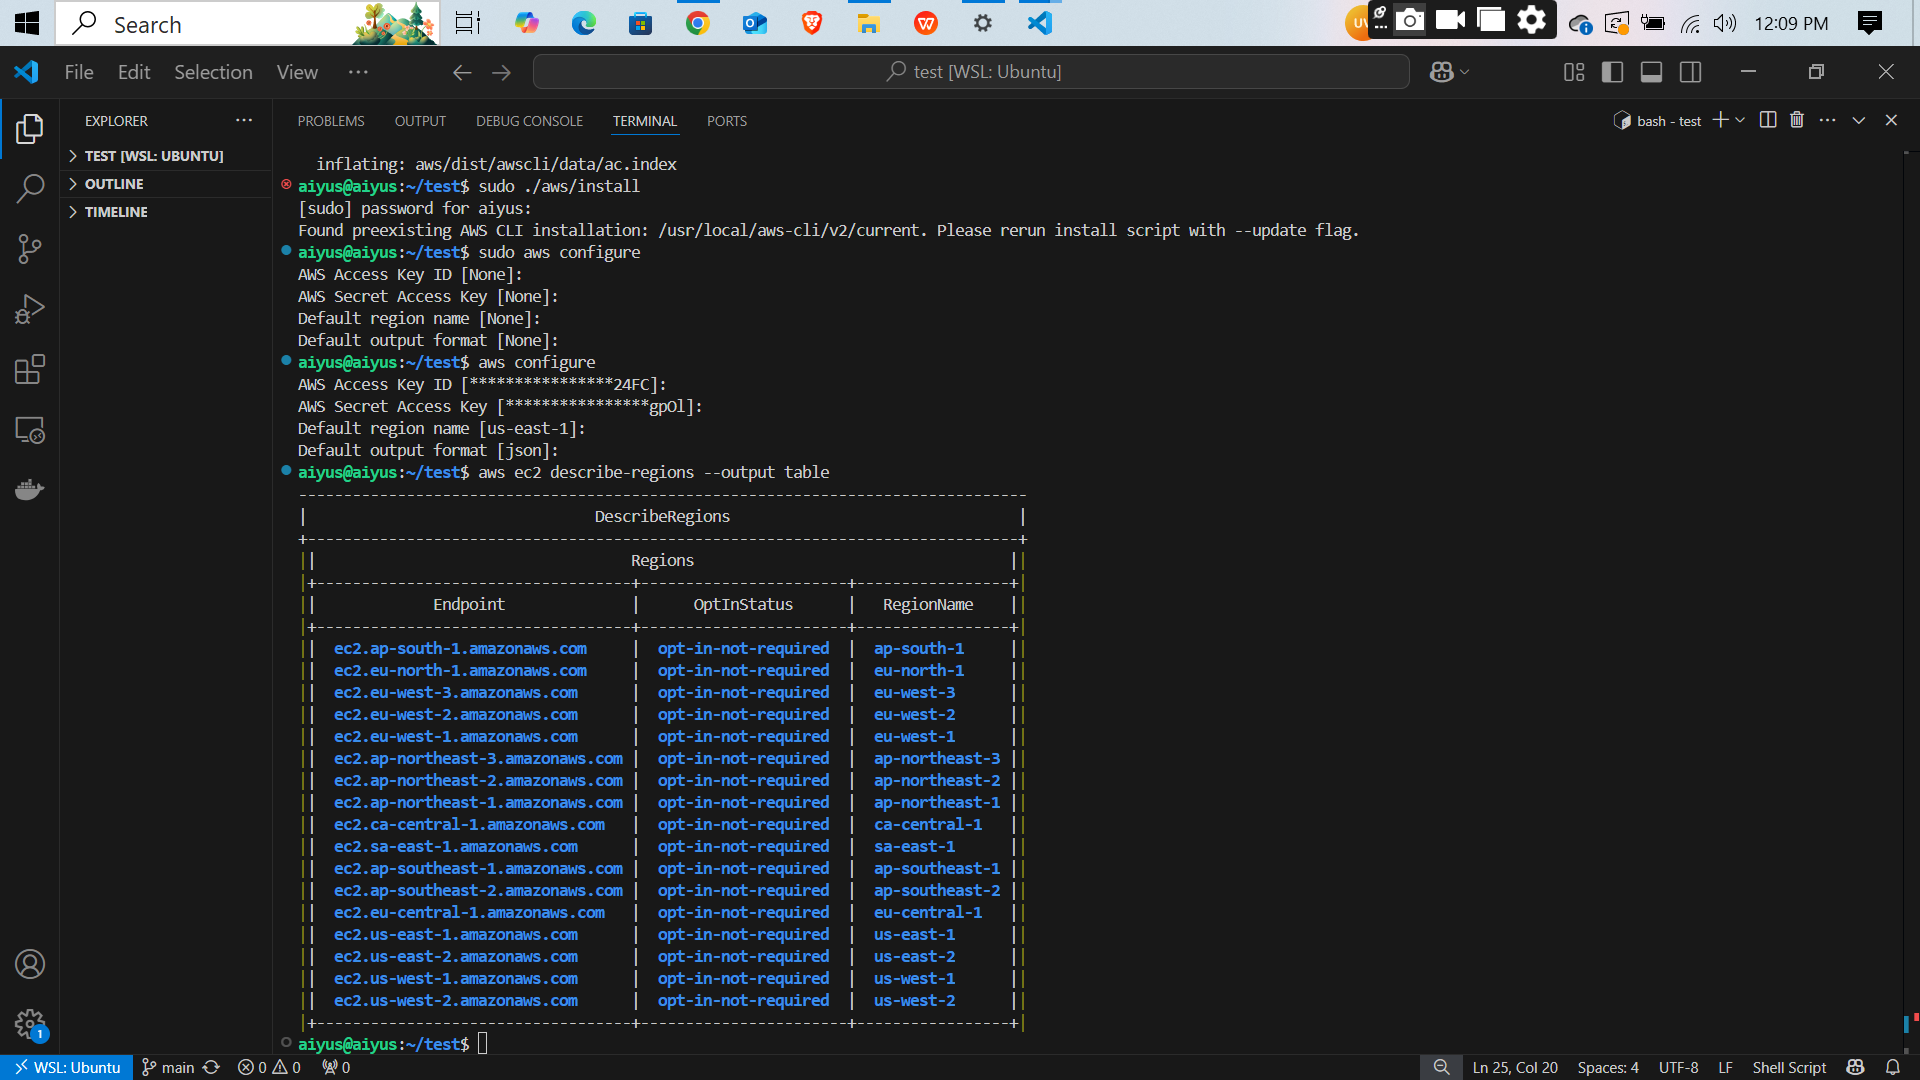 Search
UV
12:09 PM
File Edit Selection View ···
test [WSL: Ubuntu]
EXPLORER
TEST [WSL: UBUNTU]
OUTLINE
TIMELINE
PROBLEMS OUTPUT DEBUG CONSOLE TERMINAL PORTS
bash - test
inflating: aws/dist/awscli/data/ac.index
aiyus@aiyus:~/test$ sudo ./aws/install
[sudo] password for aiyus:
Found preexisting AWS CLI installation: /usr/local/aws-cli/v2/current. Please rerun install script with --update flag.
aiyus@aiyus:~/test$ sudo aws configure
AWS Access Key ID [None]:
AWS Secret Access Key [None]:
Default region name [None]:
Default output format [None]:
aiyus@aiyus:~/test$ aws configure
AWS Access Key ID [****************24FC]:
AWS Secret Access Key [****************gpOl]:
Default region name [us-east-1]:
Default output format [json]:
aiyus@aiyus:~/test$ aws ec2 describe-regions --output table
---------------------------------------------------------------------------------
| DescribeRegions |
+-------------------------------------------------------------------------------+
|| Regions ||
|+-----------------------------------+-----------------------+-----------------+|
|| Endpoint | OptInStatus | RegionName ||
|+-----------------------------------+-----------------------+-----------------+|
|| ec2.ap-south-1.amazonaws.com | opt-in-not-required | ap-south-1 ||
|| ec2.eu-north-1.amazonaws.com | opt-in-not-required | eu-north-1 ||
|| ec2.eu-west-3.amazonaws.com | opt-in-not-required | eu-west-3 ||
|| ec2.eu-west-2.amazonaws.com | opt-in-not-required | eu-west-2 ||
|| ec2.eu-west-1.amazonaws.com | opt-in-not-required | eu-west-1 ||
|| ec2.ap-northeast-3.amazonaws.com | opt-in-not-required | ap-northeast-3 ||
|| ec2.ap-northeast-2.amazonaws.com | opt-in-not-required | ap-northeast-2 ||
|| ec2.ap-northeast-1.amazonaws.com | opt-in-not-required | ap-northeast-1 ||
|| ec2.ca-central-1.amazonaws.com | opt-in-not-required | ca-central-1 ||
|| ec2.sa-east-1.amazonaws.com | opt-in-not-required | sa-east-1 ||
|| ec2.ap-southeast-1.amazonaws.com | opt-in-not-required | ap-southeast-1 ||
|| ec2.ap-southeast-2.amazonaws.com | opt-in-not-required | ap-southeast-2 ||
|| ec2.eu-central-1.amazonaws.com | opt-in-not-required | eu-central-1 ||
|| ec2.us-east-1.amazonaws.com | opt-in-not-required | us-east-1 ||
|| ec2.us-east-2.amazonaws.com | opt-in-not-required | us-east-2 ||
|| ec2.us-west-1.amazonaws.com | opt-in-not-required | us-west-1 ||
|| ec2.us-west-2.amazonaws.com | opt-in-not-required | us-west-2 ||
|+-----------------------------------+-----------------------+-----------------+|
aiyus@aiyus:~/test$
1
WSL: Ubuntu main 0 0 0
Ln 25, Col 20 Spaces: 4 UTF-8 LF Shell Script